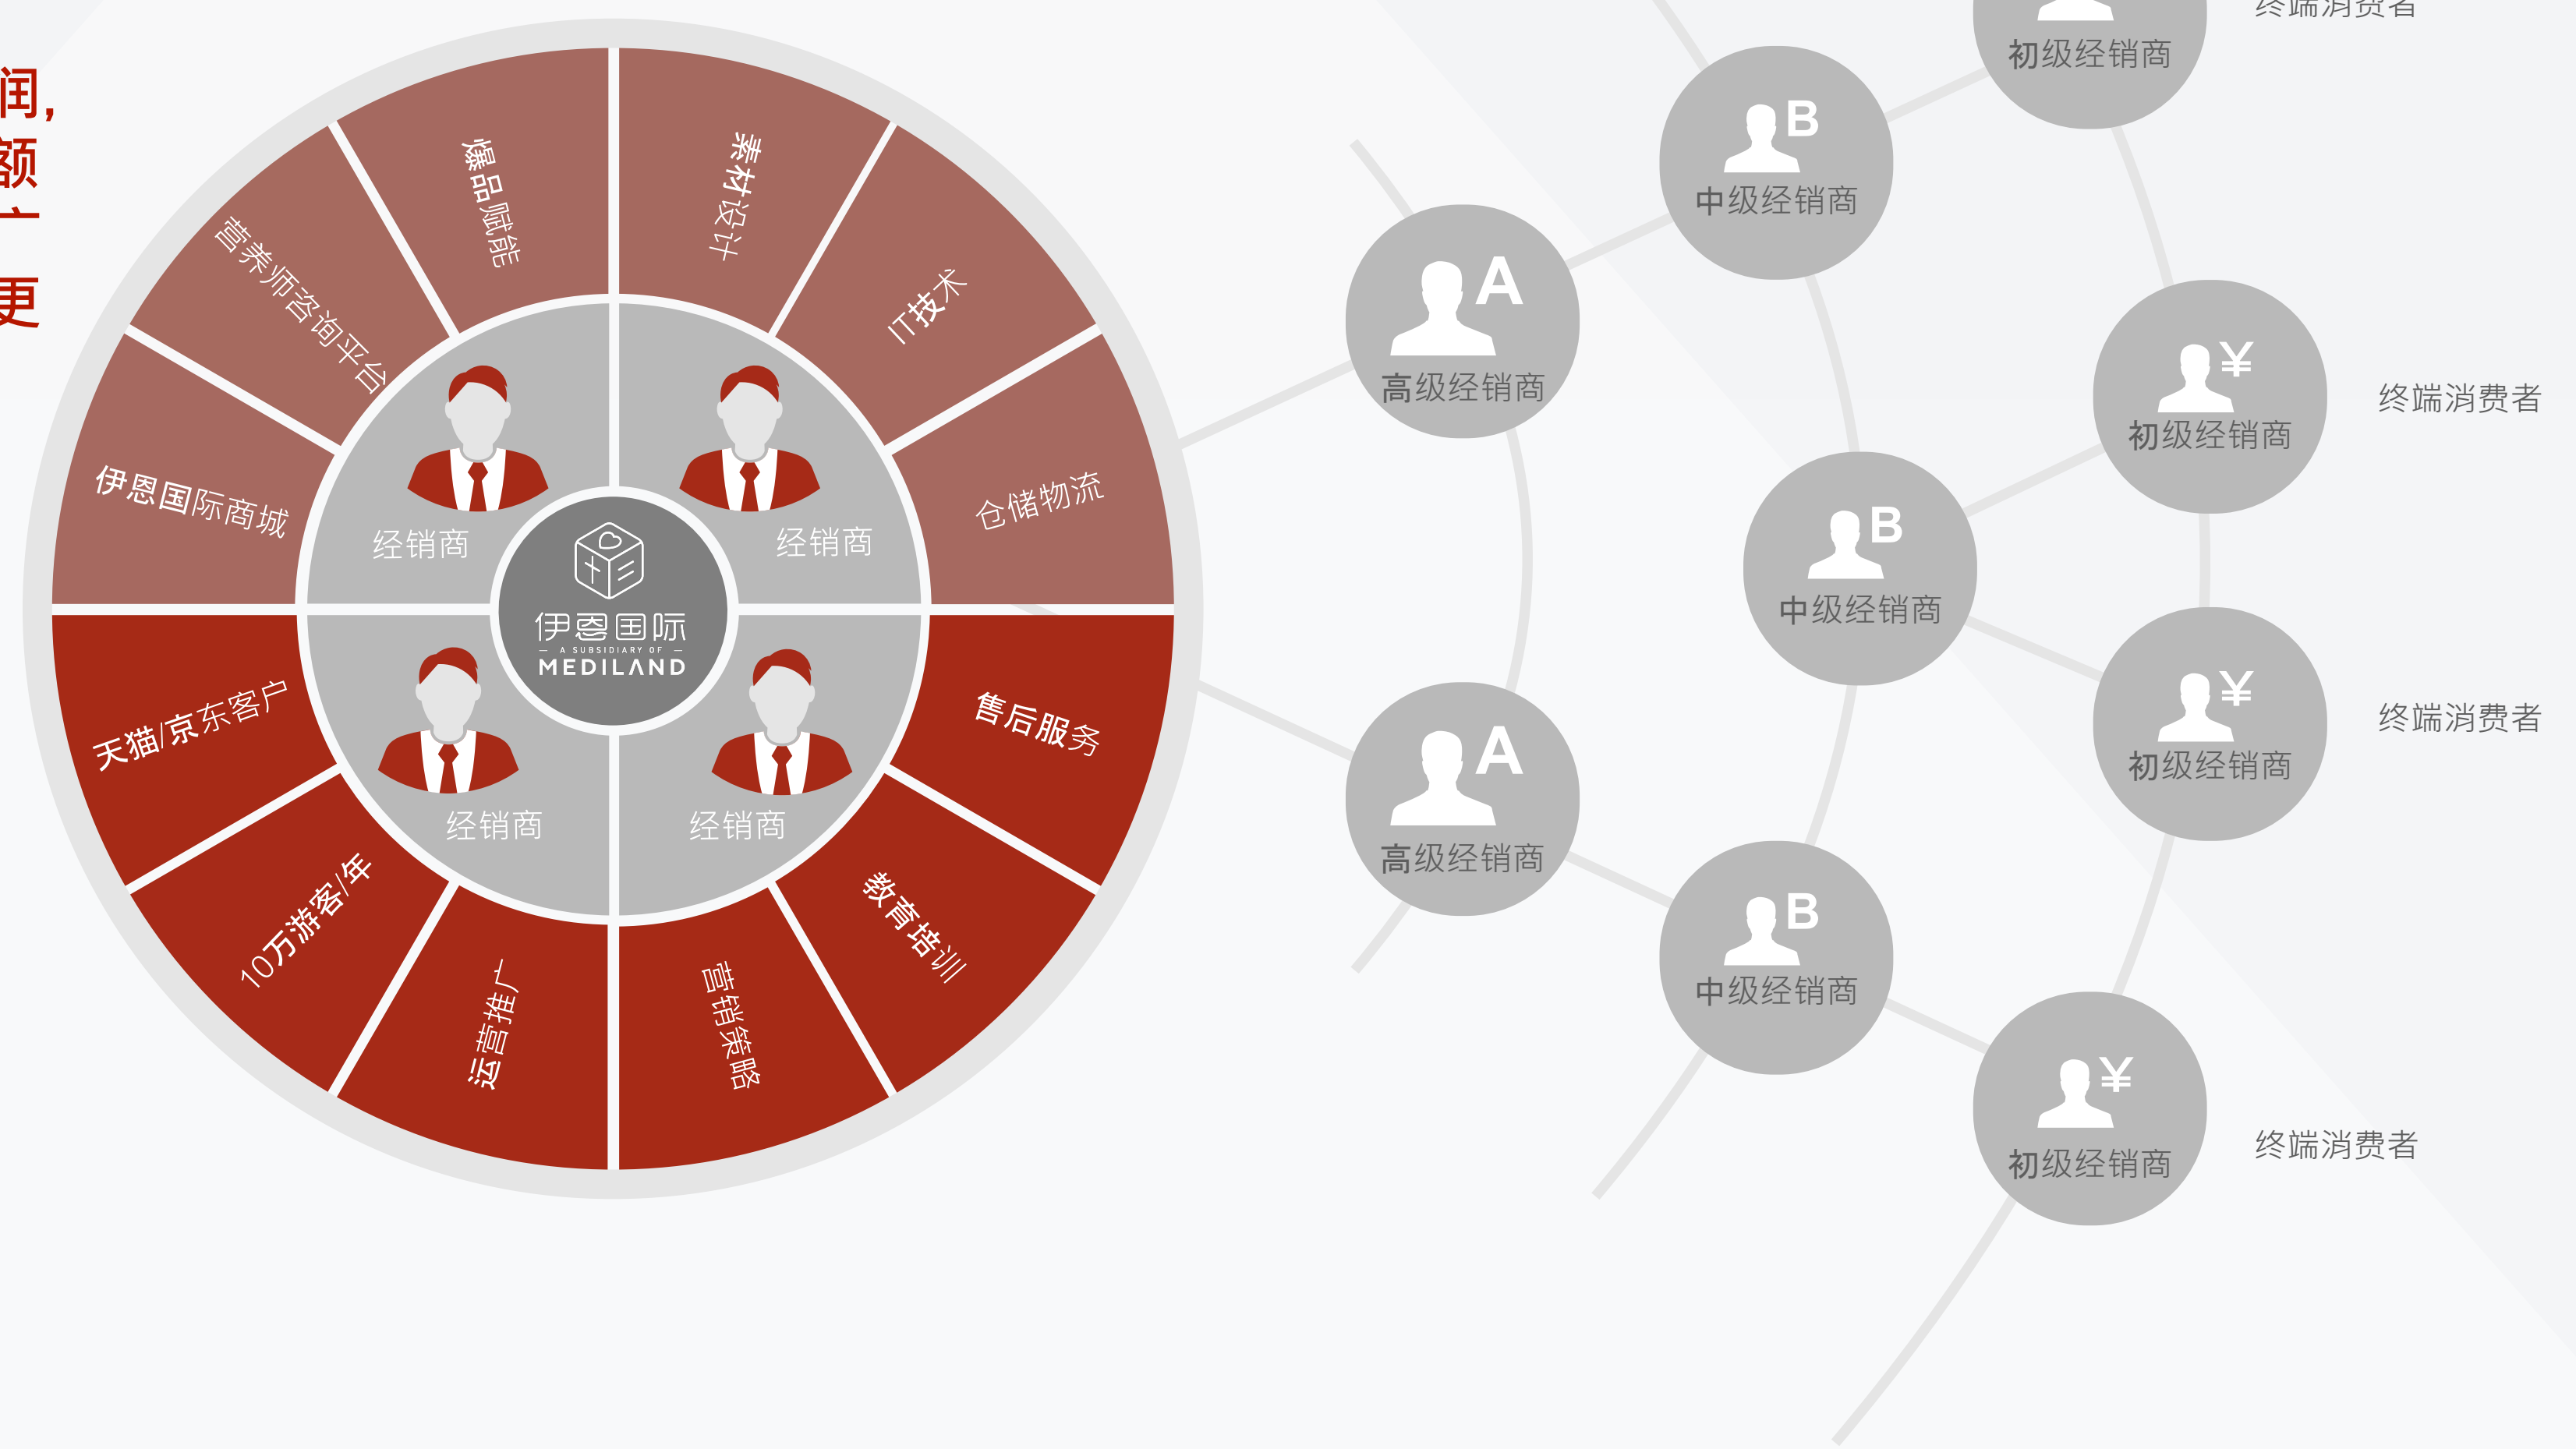 润，
额
更
爆品赋能
素材设计
营养师咨询平台
IT技术
伊恩国际商城
仓储物流
经销商
经销商
伊恩国际
A SUBSIDIARY OF
MEDILAND
天猫/京东客户
售后服务
经销商
经销商
10万游客/年
教育培训
运营推广
营销策略
终端消费者
初级经销商
B
中级经销商
A
高级经销商
¥
初级经销商
终端消费者
B
中级经销商
¥
初级经销商
终端消费者
A
高级经销商
B
中级经销商
¥
初级经销商
终端消费者